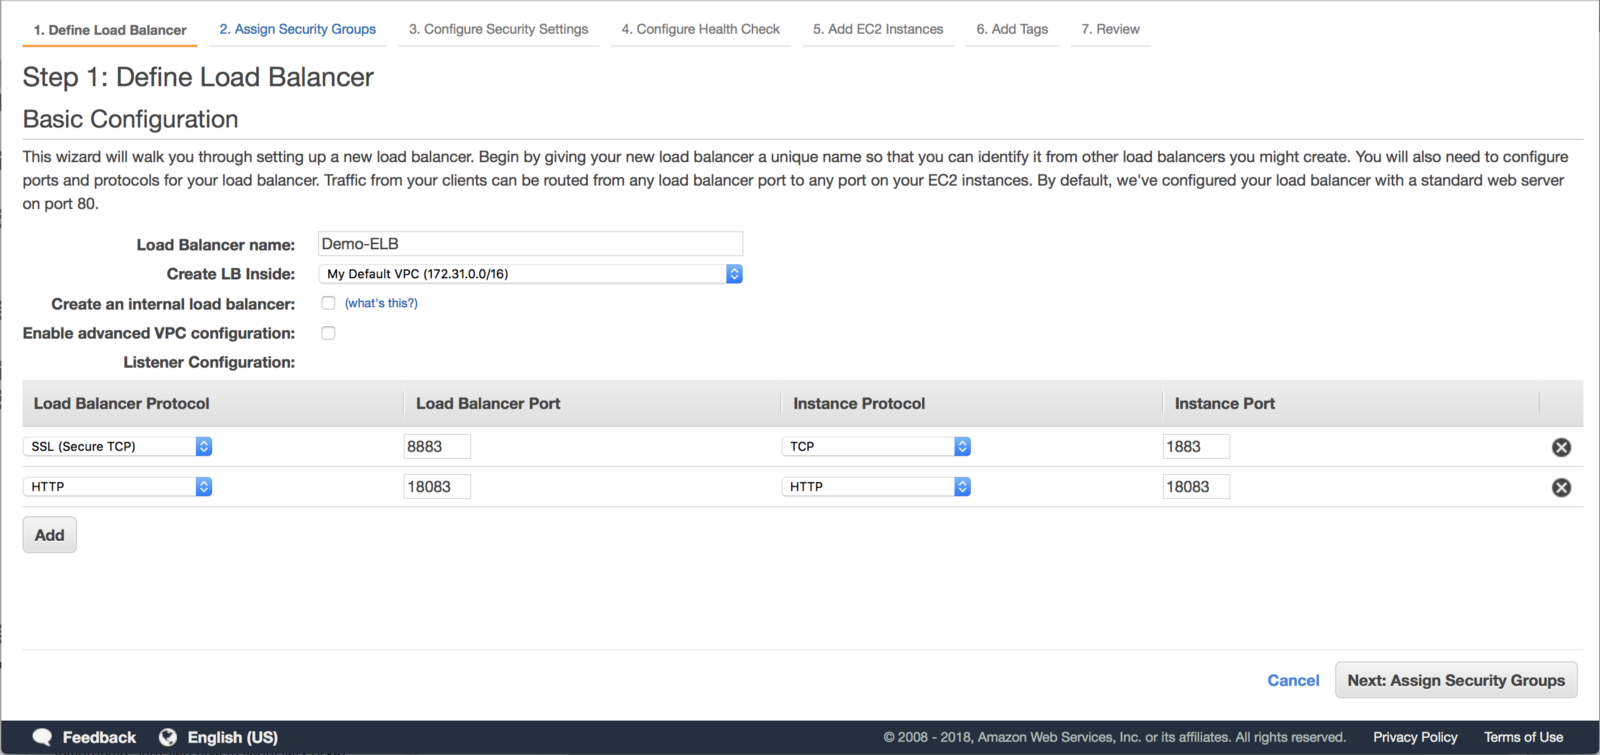 1. Define Load Balancer 2. Assign Security Groups 3. Configure Security Settings 4. Configure Health Check 5. Add EC2 Instances 6. Add Tags 7. Review
Step 1: Define Load Balancer
Basic Configuration
This wizard will walk you through setting up a new load balancer. Begin by giving your new load balancer a unique name so that you can identify it from other load balancers you might create. You will also need to configure
ports and protocols for your load balancer. Traffic from your clients can be routed from any load balancer port to any port on your EC2 instances. By default, we've configured your load balancer with a standard web server
on port 80.
Load Balancer name: Demo-ELB
Create LB Inside: My Default VPC (172.31.0.0/16)
Create an internal load balancer: (what's this?)
Enable advanced VPC configuration:
Listener Configuration:
Load Balancer Protocol Load Balancer Port Instance Protocol Instance Port
SSL (Secure TCP) 8883 TCP 1883
HTTP 18083 HTTP 18083
Add
Cancel Next: Assign Security Groups
Feedback English (US) © 2008 - 2018, Amazon Web Services, Inc. or its affiliates. All rights reserved. Privacy Policy Terms of Use